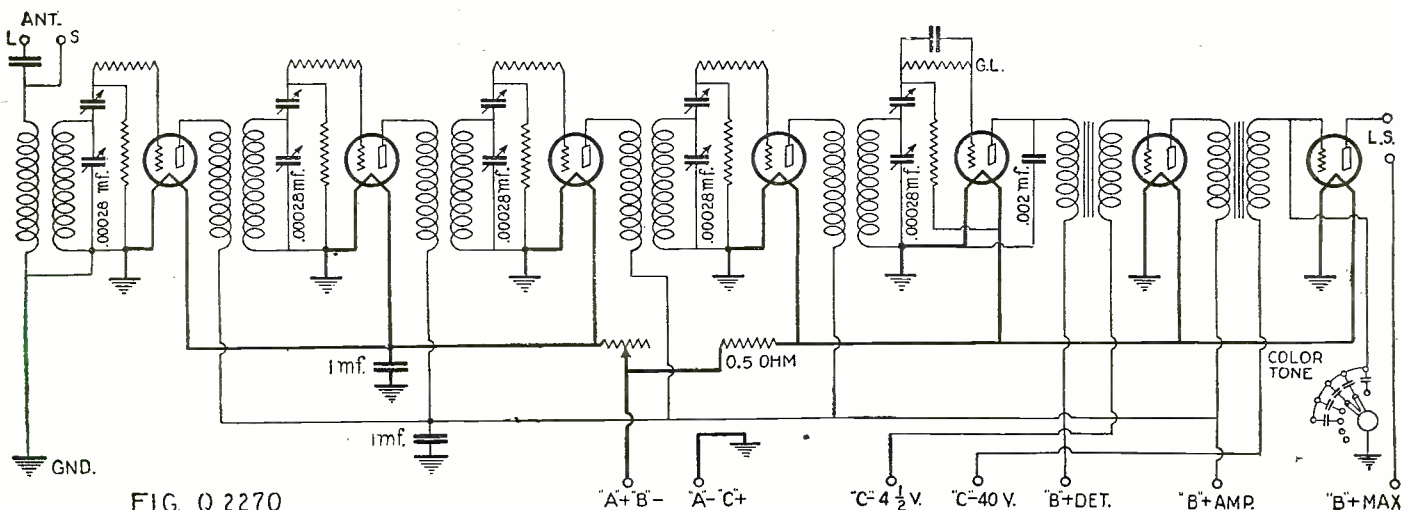 ANT.
L S
G.L.
L.S.
.00028 mf.
.00028 mf.
.00028 mf.
.00028 mf.
.00028 mf.
.002 mf.
1 mf.
0.5 OHM
COLOR
TONE
1 mf.
GND.
FIG. Q 2270
"A"+"B"-
"A"-"C"+
"C"-4 1/2 V.
"C"-40 V.
"B"+DET.
"B"+AMP.
"B"+MAX